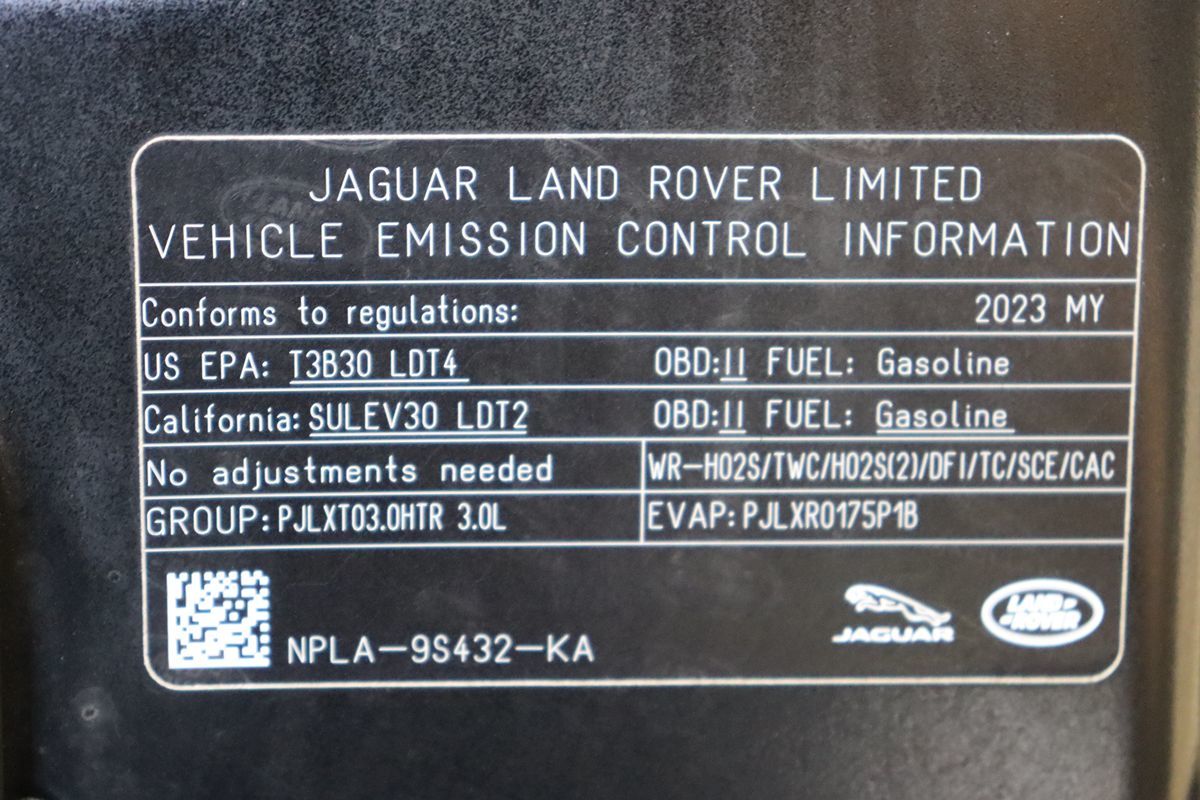 JAGUAR LAND ROVER LIMITED
VEHICLE EMISSION CONTROL INFORMATION
Conforms to regulations: 2023 MY
US EPA: T3B30 LDT4 OBD:II FUEL: Gasoline
California: SULEV30 LDT2 OBD:II FUEL: Gasoline
No adjustments needed WR-HO2S/TWC/HO2S(2)/DFI/TC/SCE/CAC
GROUP: PJLXT03.0HTR 3.0L EVAP: PJLXR0175P1B
NPLA-9S432-KA
JAGUAR
LAND ROVER